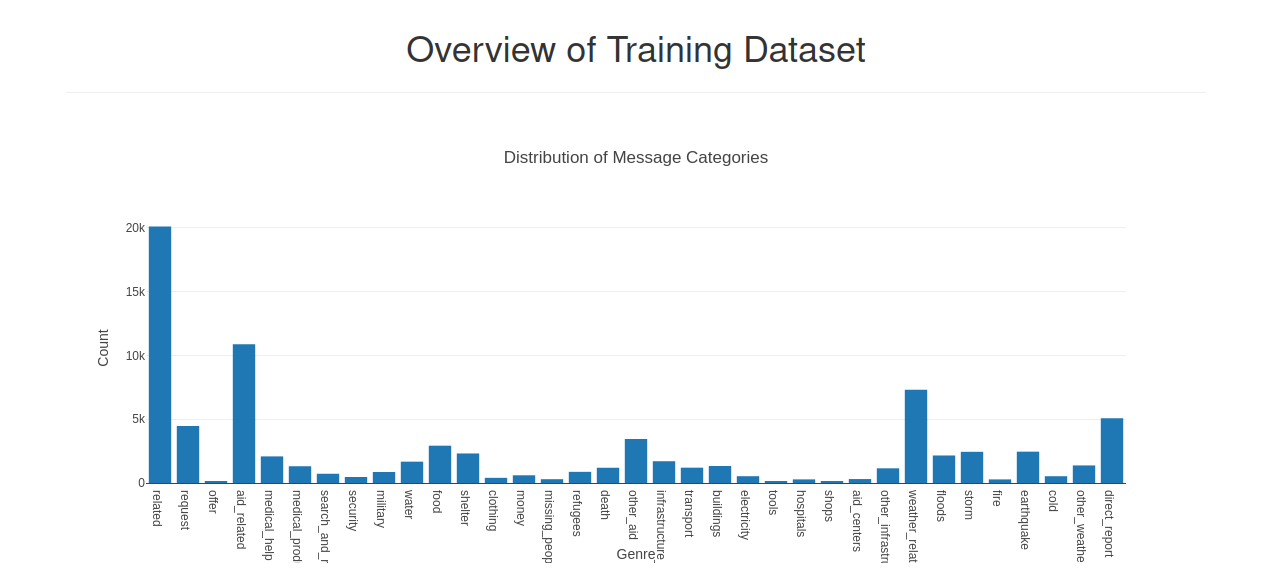 Overview of Training Dataset
Distribution of Message Categories
20k
15k
10k
5k
0
Count
related
request
offer
aid_related
medical_help
medical_prod
search_and_r
security
military
water
food
shelter
clothing
money
missing_peop
refugees
death
other_aid
infrastructure_
transport
buildings
electricity
tools
hospitals
shops
aid_centers
other_infrastru
weather_relat
floods
storm
fire
earthquake
cold
other_weathe
direct_report
Genre